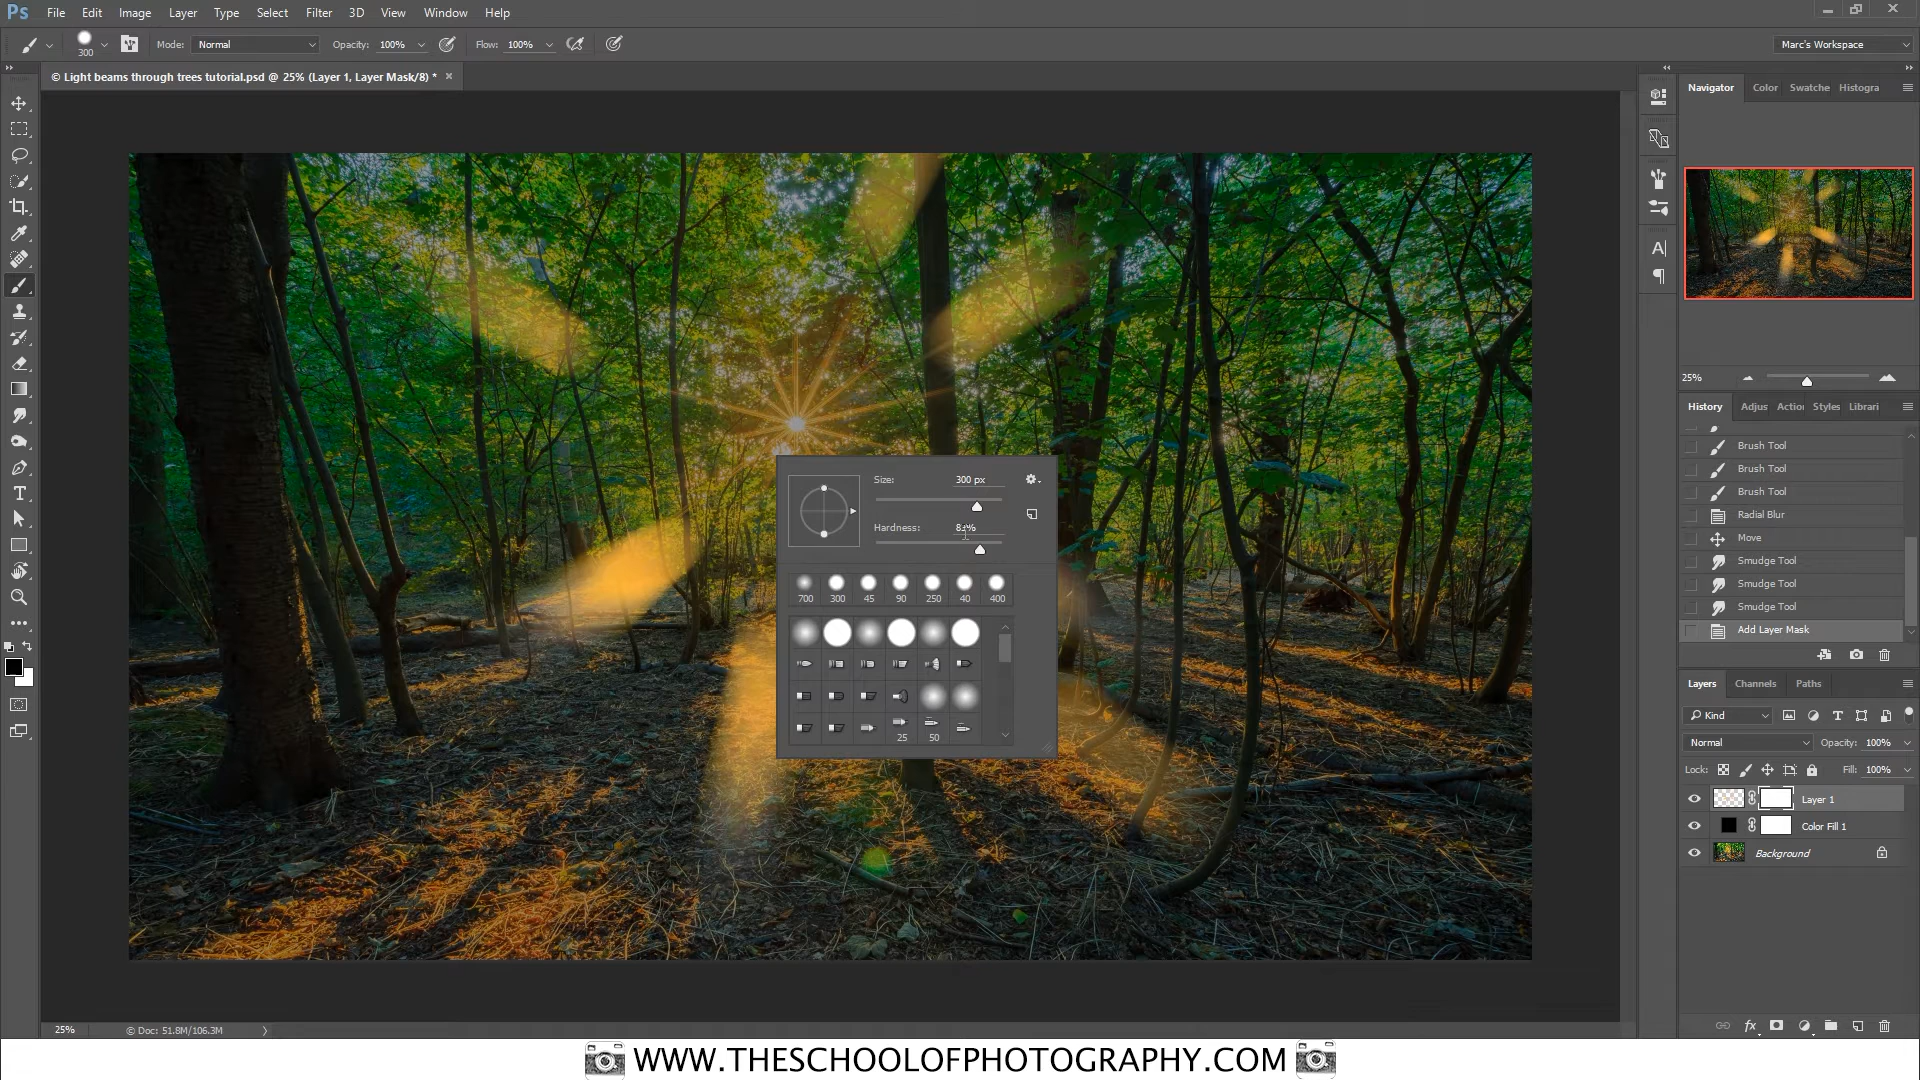 Ps File Edit Image Layer Type Select Filter 3D View Window Help
300 Mode: Normal Opacity: 100% Flow: 100% Marc's Workspace
© Light beams through trees tutorial.psd @ 25% (Layer 1, Layer Mask/8) * ×
Navigator Color Swatche Histogra
25%
History Adjus Action Styles Librari
Brush Tool
Brush Tool
Brush Tool
Radial Blur
Move
Smudge Tool
Smudge Tool
Smudge Tool
Add Layer Mask
Size: 300 px
Hardness:
700 300 45 90 250 40 400
25 50
Layers Channels Paths
Kind
Normal Opacity: 100%
Lock: Fill: 100%
Layer 1
Color Fill 1
Background
fx
25% © Doc: 51.8M/106.3M
WWW.THESCHOOLOFPHOTOGRAPHY.COM